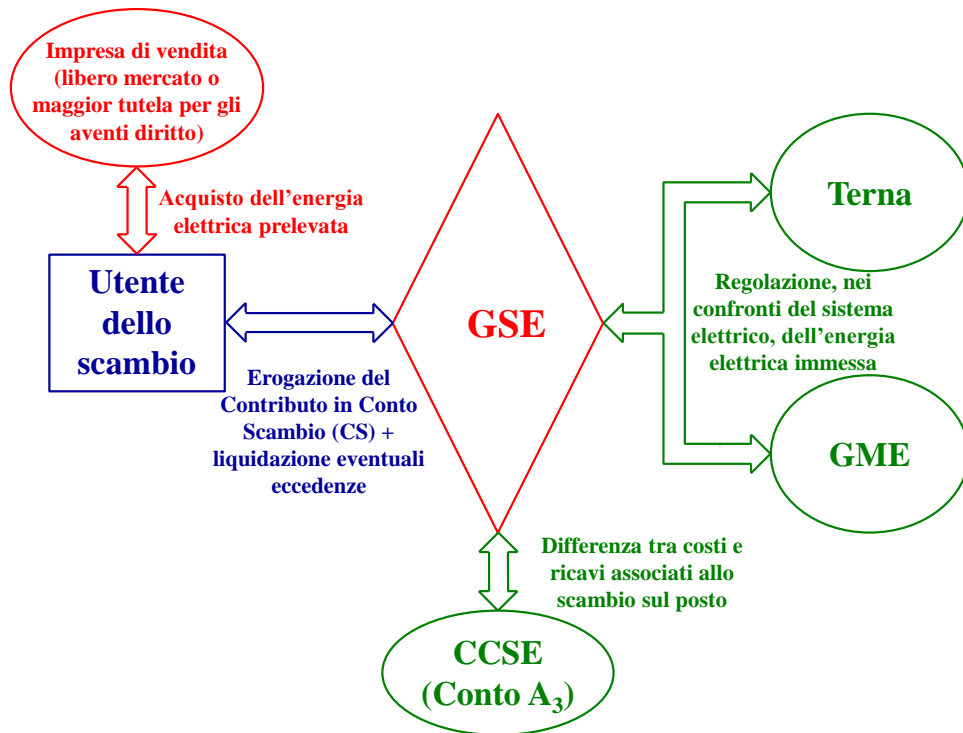 Impresa di vendita
(libero mercato o
maggior tutela per gli
aventi diritto)
Acquisto dell’energia
elettrica prelevata
Utente
dello
scambio
Erogazione del
Contributo in Conto
Scambio (CS) +
liquidazione eventuali
eccedenze
GSE
Terna
Regolazione, nei
confronti del sistema
elettrico, dell’energia
elettrica immessa
GME
Differenza tra costi e
ricavi associati allo
scambio sul posto
CCSE
(Conto A₃)